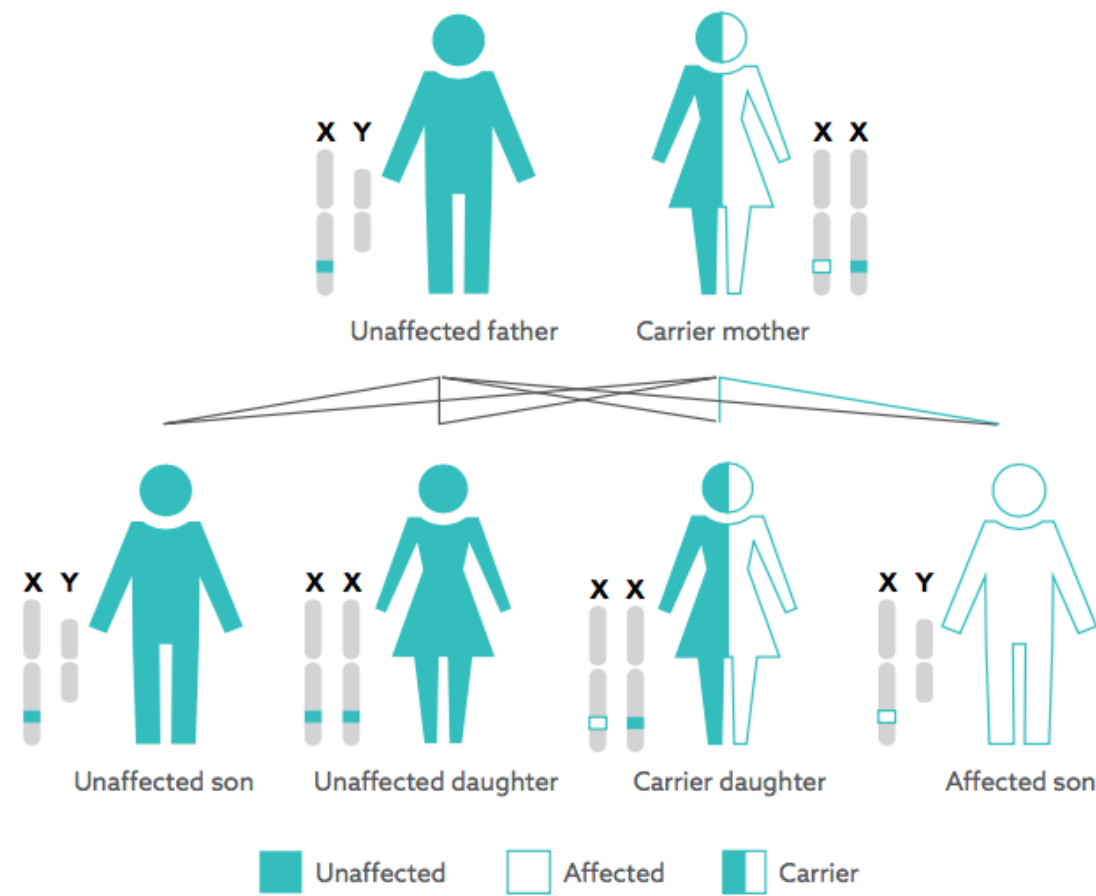 X Y
X X
Unaffected father
Carrier mother
X Y
X X
X X
X Y
Unaffected son
Unaffected daughter
Carrier daughter
Affected son
Unaffected
Affected
Carrier